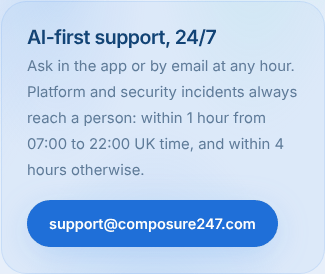 AI-first support, 24/7
Ask in the app or by email at any hour.
Platform and security incidents always
reach a person: within 1 hour from
07:00 to 22:00 UK time, and within 4
hours otherwise.
support@composure247.com